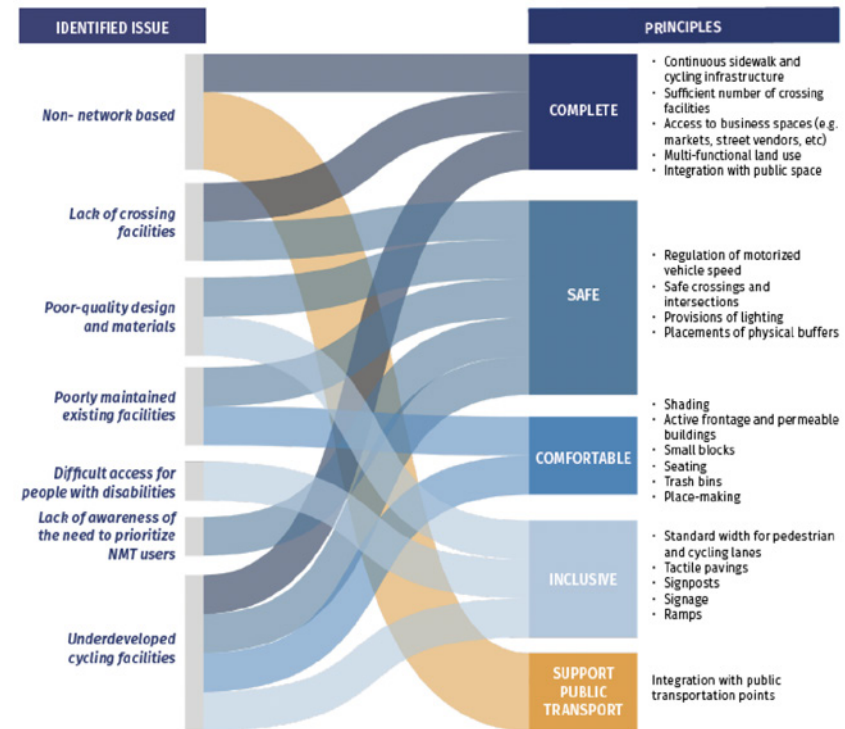 IDENTIFIED ISSUE
PRINCIPLES
Non- network based
Lack of crossing
facilities
Poor-quality design
and materials
Poorly maintained
existing facilities
Difficult access for
people with disabilities
Lack of awareness of
the need to prioritize
NMT users
Underdeveloped
cycling facilities
COMPLETE
· Continuous sidewalk and
cycling infrastructure
· Sufficient number of crossing
facilities
· Access to business spaces (e.g.
markets, street vendors, etc)
· Multi-functional land use
· Integration with public space
SAFE
· Regulation of motorized
vehicle speed
· Safe crossings and
intersections
· Provisions of lighting
· Placements of physical buffers
COMFORTABLE
· Shading
· Active frontage and permeable
buildings
· Small blocks
· Seating
· Trash bins
· Place-making
INCLUSIVE
· Standard width for pedestrian
and cycling lanes
· Tactile pavings
· Signposts
· Signage
· Ramps
SUPPORT
PUBLIC
TRANSPORT
Integration with public
transportation points